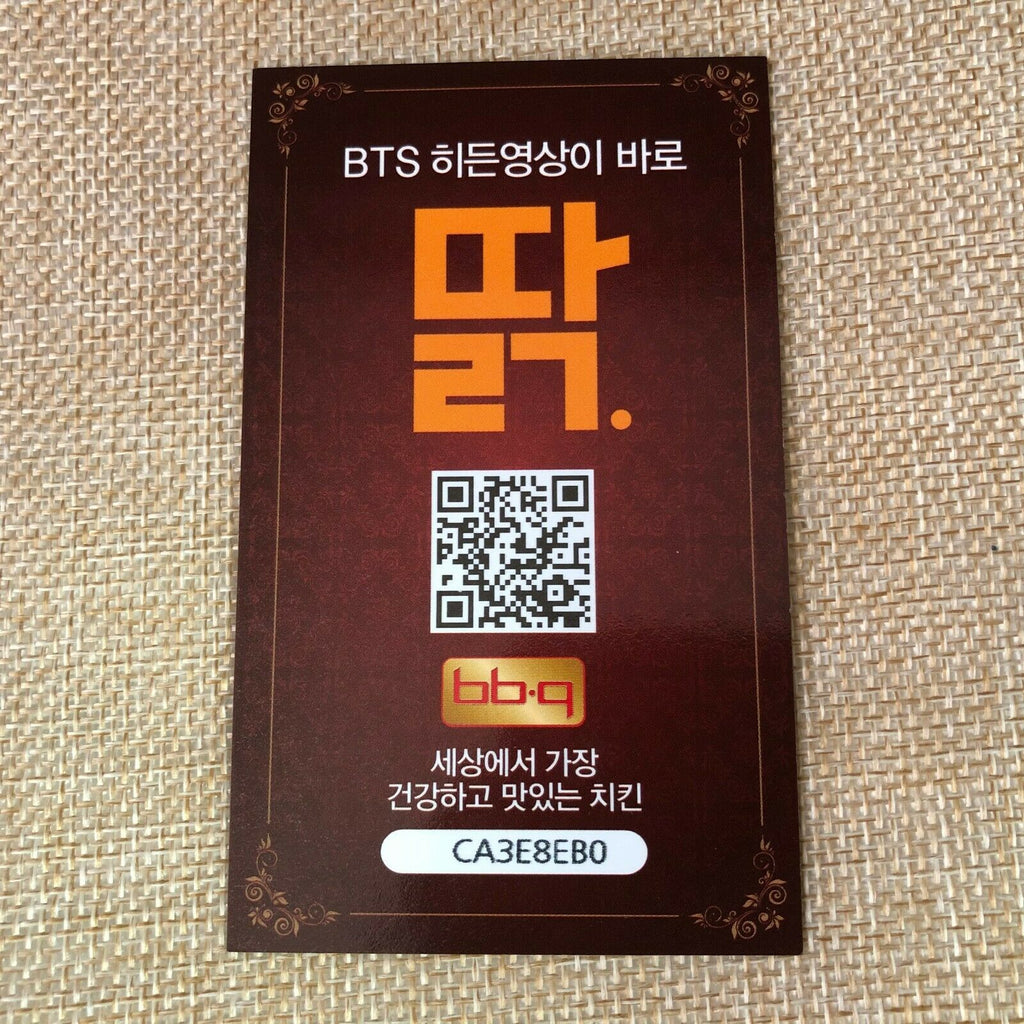 BTS 히든영상이 바로
딹.
bb.q
세상에서 가장
건강하고 맛있는 치킨
CA3E8EB0